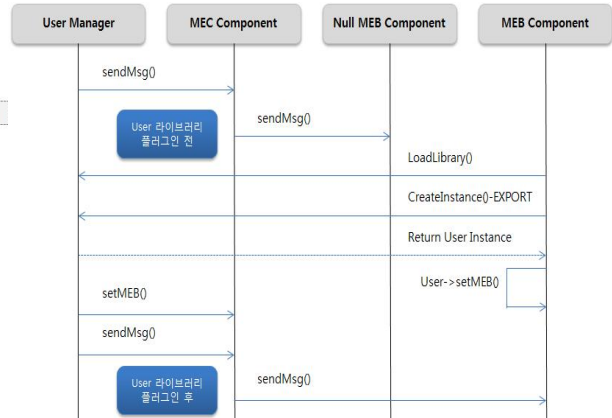 User Manager MEC Component Null MEB Component MEB Component
sendMsg()
User 라이브러리
플러그인 전
sendMsg()
LoadLibrary()
CreateInstance()-EXPORT
Return User Instance
User->setMEB()
setMEB()
sendMsg()
User 라이브러리
플러그인 후
sendMsg()